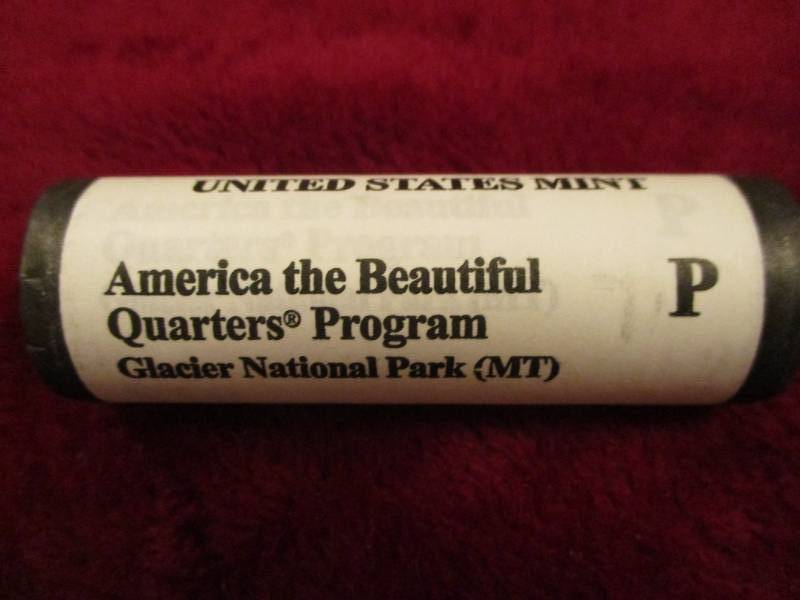 UNITED STATES MINT
America the Beautiful
Quarters® Program
Glacier National Park (MT)
P